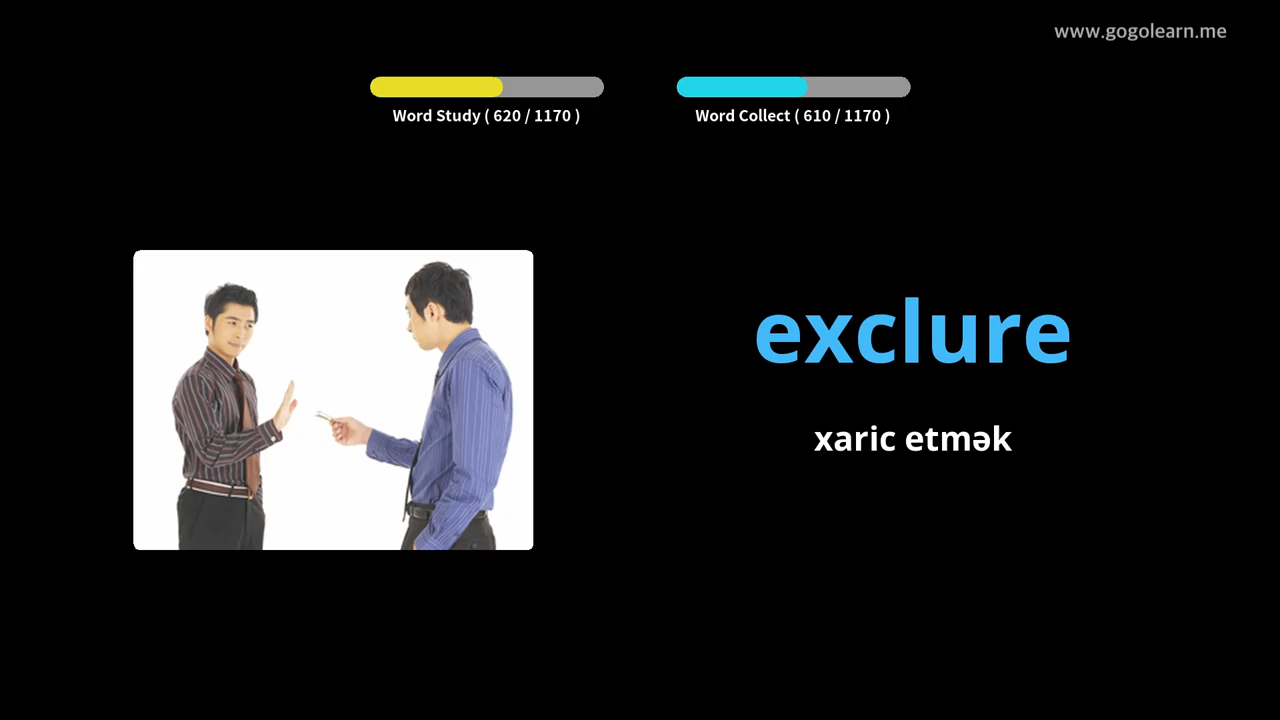 www.gogolearn.me
Word Study ( 620 / 1170 )
Word Collect ( 610 / 1170 )
exclure
xaric etmək